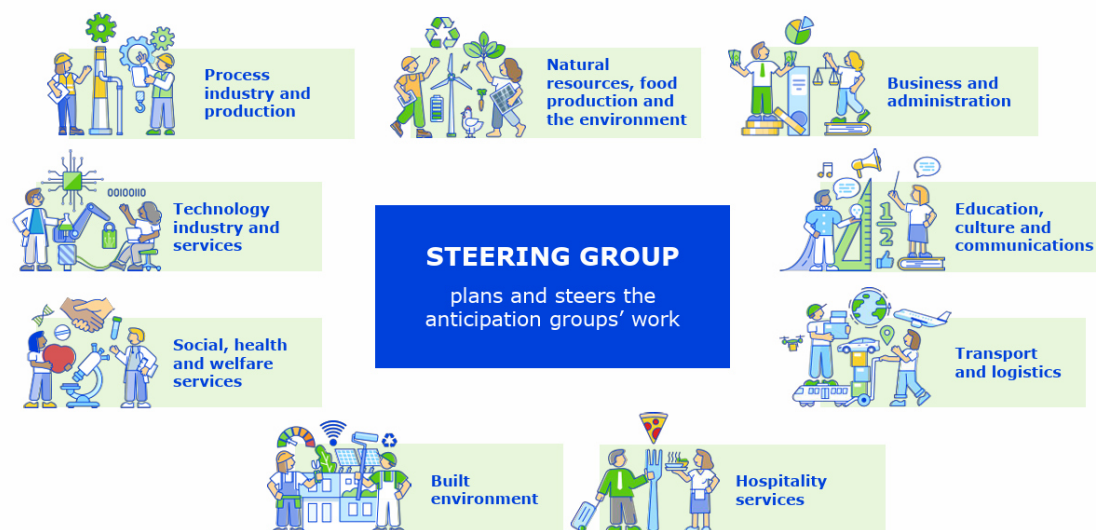 Process
industry and
production
Natural
resources, food
production and
the environment
Business and
administration
00100110
Technology
industry and
services
STEERING GROUP
plans and steers the
anticipation groups’ work
1
2
Education,
culture and
communications
Social, health
and welfare
services
Transport
and logistics
Built
environment
Hospitality
services